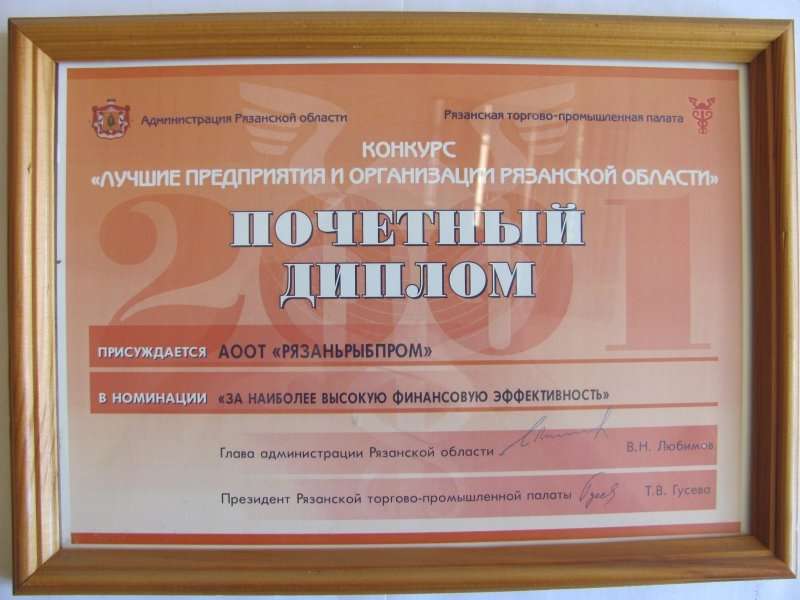 Администрация Рязанской области
Рязанская торгово-промышленная палата
КОНКУРС
«ЛУЧШИЕ ПРЕДПРИЯТИЯ И ОРГАНИЗАЦИИ РЯЗАНСКОЙ ОБЛАСТИ»
2001
ПОЧЕТНЫЙ
ДИПЛОМ
ПРИСУЖДАЕТСЯ АООТ «РЯЗАНЬРЫБПРОМ»
В НОМИНАЦИИ «ЗА НАИБОЛЕЕ ВЫСОКУЮ ФИНАНСОВУЮ ЭФФЕКТИВНОСТЬ»
Глава администрации Рязанской области В.Н. Любимов
Президент Рязанской торгово-промышленной палаты Т.В. Гусева